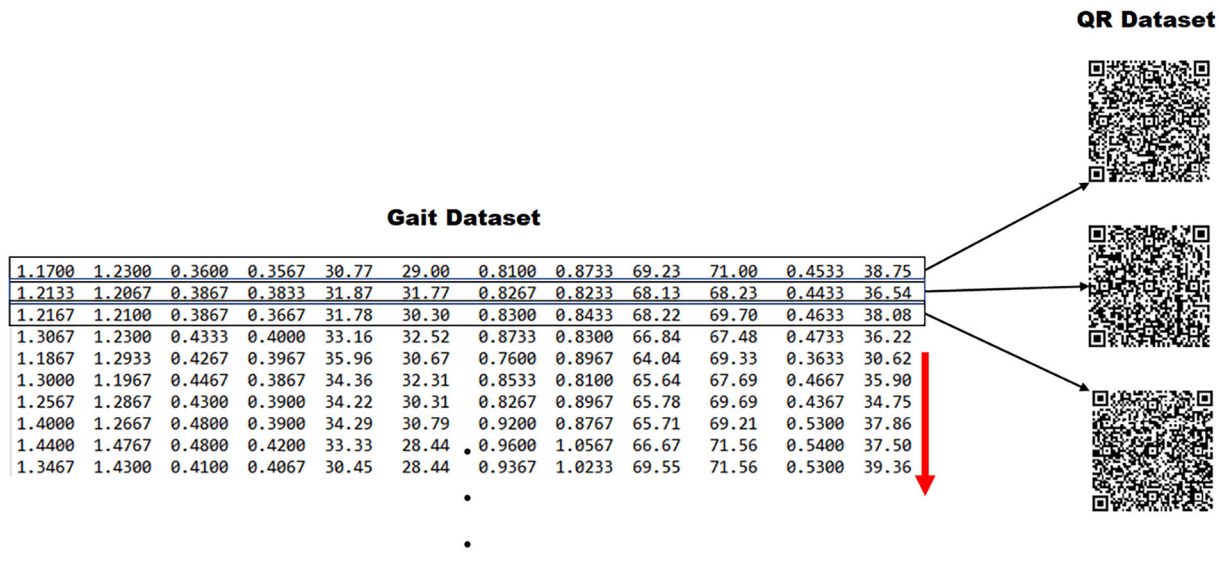 QR Dataset
Gait Dataset
1.1700 1.2300 0.3600 0.3567 30.77 29.00 0.8100 0.8733 69.23 71.00 0.4533 38.75
1.2133 1.2067 0.3867 0.3833 31.87 31.77 0.8267 0.8233 68.13 68.23 0.4433 36.54
1.2167 1.2100 0.3867 0.3667 31.78 30.30 0.8300 0.8433 68.22 69.70 0.4633 38.08
1.3067 1.2300 0.4333 0.4000 33.16 32.52 0.8733 0.8300 66.84 67.48 0.4733 36.22
1.1867 1.2933 0.4267 0.3967 35.96 30.67 0.7600 0.8967 64.04 69.33 0.3633 30.62
1.3000 1.1967 0.4467 0.3867 34.36 32.31 0.8533 0.8100 65.64 67.69 0.4667 35.90
1.2567 1.2867 0.4300 0.3900 34.22 30.31 0.8267 0.8967 65.78 69.69 0.4367 34.75
1.4000 1.2667 0.4800 0.3900 34.29 30.79 0.9200 0.8767 65.71 69.21 0.5300 37.86
1.4400 1.4767 0.4800 0.4200 33.33 28.44 0.9600 1.0567 66.67 71.56 0.5400 37.50
1.3467 1.4300 0.4100 0.4067 30.45 28.44 0.9367 1.0233 69.55 71.56 0.5300 39.36